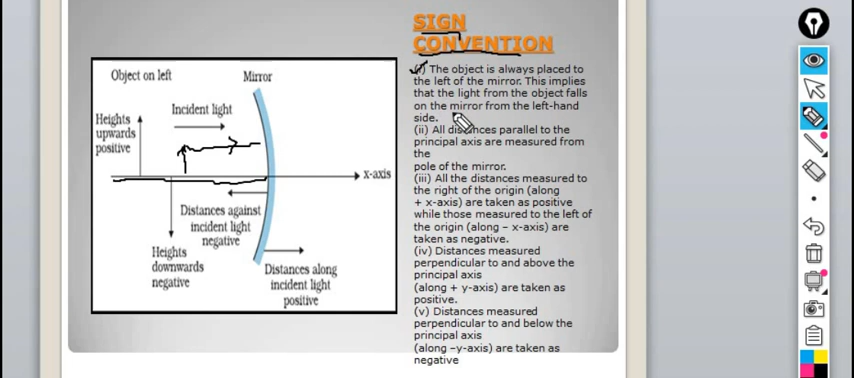 SIGN
CONVENTION
Object on left
Mirror
Incident light
Heights
upwards
positive
x-axis
Distances against
incident light
negative
Heights
downwards
negative
Distances along
incident light
positive
(i) The object is always placed to
the left of the mirror. This implies
that the light from the object falls
on the mirror from the left-hand
side.
(ii) All distances parallel to the
principal axis are measured from
the
pole of the mirror.
(iii) All the distances measured to
the right of the origin (along
+ x-axis) are taken as positive
while those measured to the left of
the origin (along – x-axis) are
taken as negative.
(iv) Distances measured
perpendicular to and above the
principal axis
(along + y-axis) are taken as
positive.
(v) Distances measured
perpendicular to and below the
principal axis
(along –y-axis) are taken as
negative